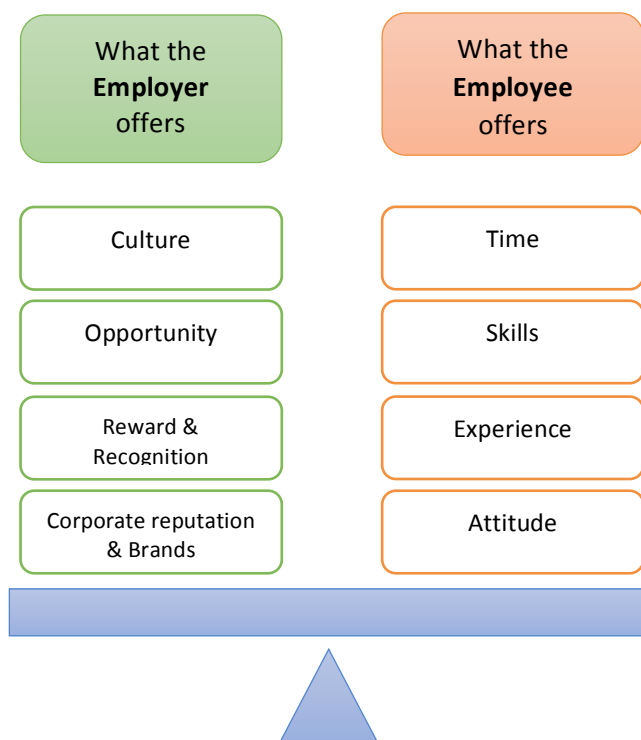 What the
Employer
offers
What the
Employee
offers
Culture
Opportunity
Reward &
Recognition
Corporate reputation
& Brands
Time
Skills
Experience
Attitude